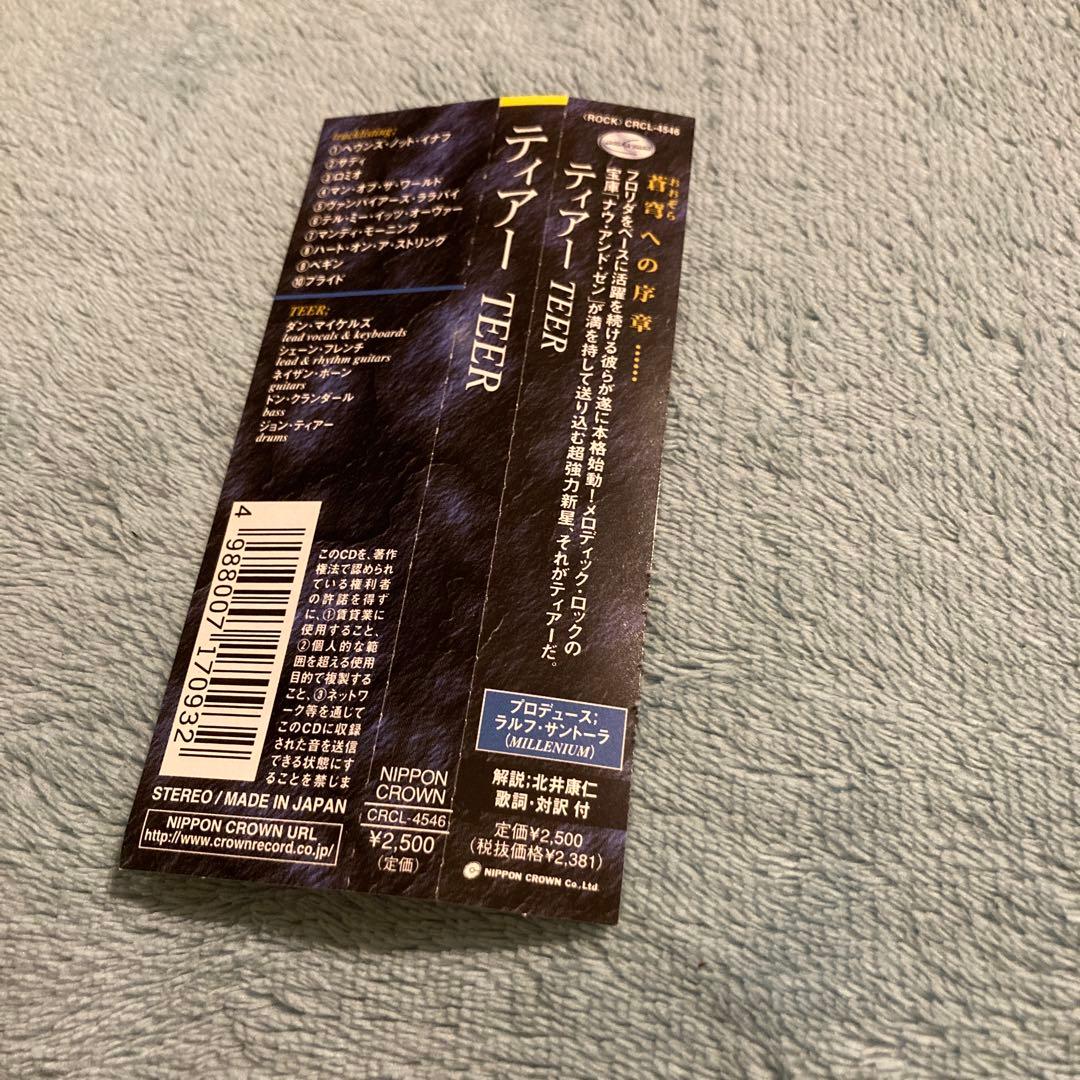 〈ROCK〉 CRCL-4546
おおぞら
蒼穹への序章……
フロリダをベースに活躍を続ける彼らが遂に本格始動！メロディック・ロックの
宝庫「ナウ・アンド・ゼン」が満を持して送り込む超強力新星、それがティアーだ。
ティアー TEER
プロデュース;
ラルフ・サントーラ
(MILLENIUM)
解説;北井康仁
歌詞・対訳 付
定価¥2,500
(税抜価格¥2,381)
NIPPON CROWN Co.,Ltd.
ティアー TEER
NIPPON
CROWN
CRCL-4546
¥2,500
(定価)
tracklisting;
①ヘヴンズ・ノット・イナフ
②サディ
③ロミオ
④マン・オブ・ザ・ワールド
⑤ヴァンパイアーズ・ララバイ
⑥テル・ミー・イッツ・オーヴァー
⑦マンディ・モーニング
⑧ハート・オン・ア・ストリング
⑨ベギン
⑩プライド
TEER;
ダン・マイケルズ
lead vocals & keyboards
シェーン・フレンチ
lead & rhythm guitars
ネイザン・ホーン
guitars
ドン・クランダール
bass
ジョン・ティアー
drums
4 988007 170932
このCDを、著作
権法で認められ
ている権利者
の許諾を得ず
に、①賃貸業に
使用すること、
②個人的な範
囲を超える使用
目的で複製する
こと、③ネットワ
ーク等を通じて
このCDに収録
された音を送信
できる状態にす
ることを禁じま
STEREO / MADE IN JAPAN
NIPPON CROWN URL
http://www.crownrecord.co.jp/